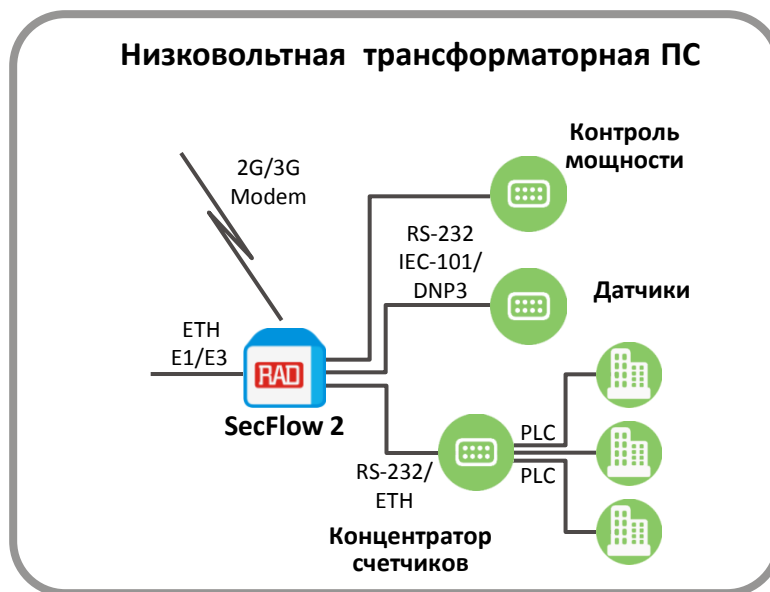 Низковольтная трансформаторная ПС
Контроль
мощности
2G/3G
Modem
RS-232
IEC-101/
DNP3
Датчики
ETH
E1/E3
RAD
SecFlow 2
PLC
RS-232/
ETH
PLC
Концентратор
счетчиков